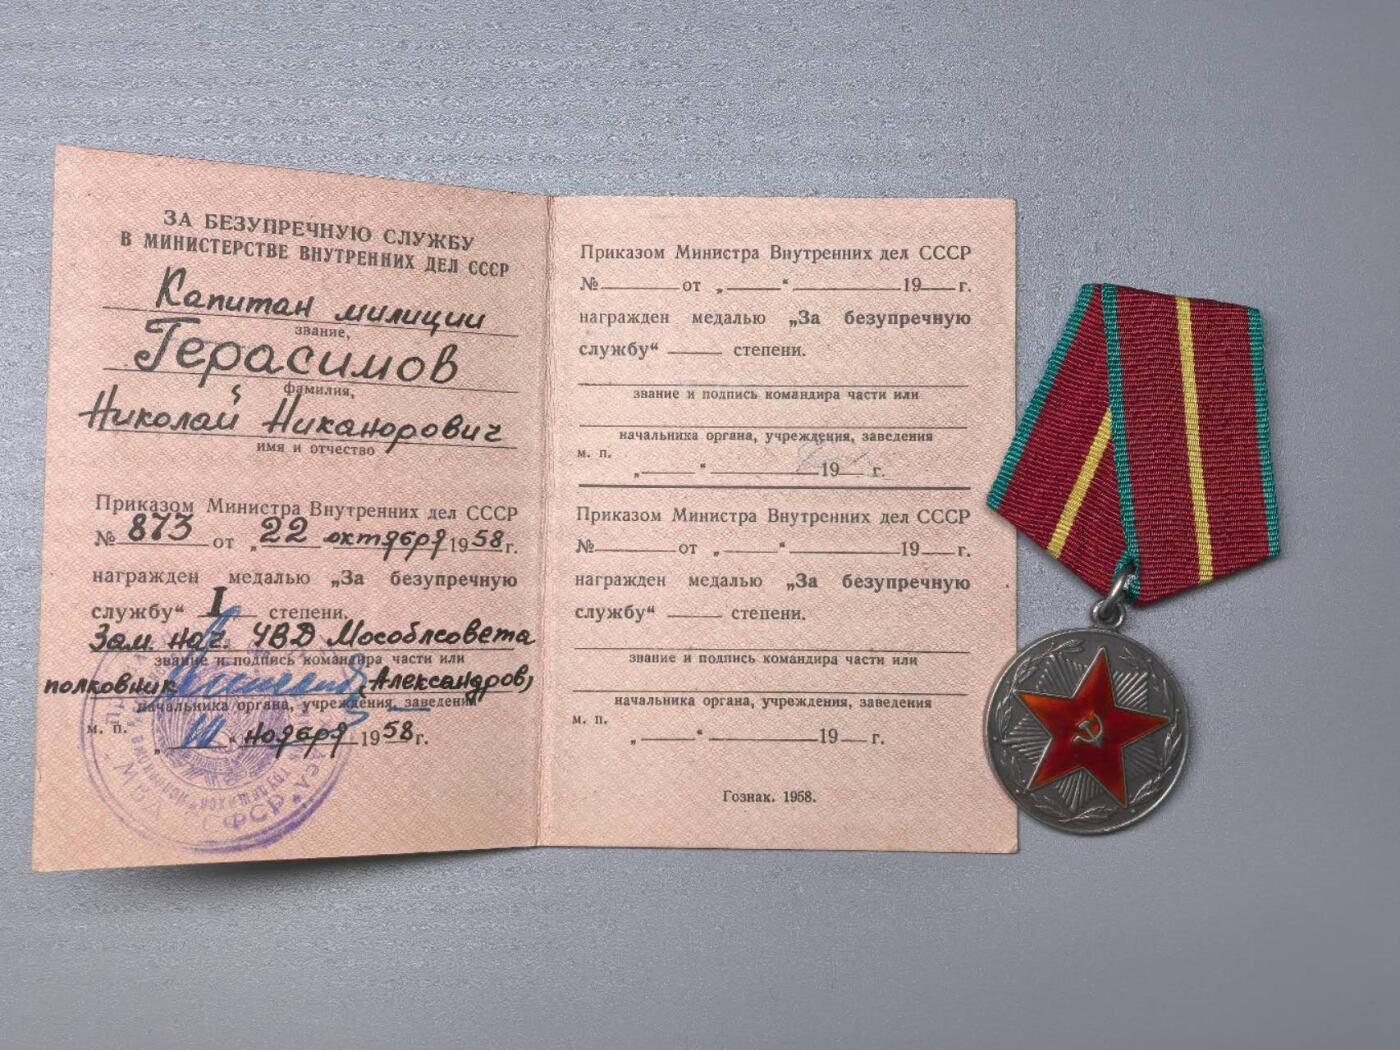 ЗА БЕЗУПРЕЧНУЮ СЛУЖБУ
В МИНИСТЕРСТВЕ ВНУТРЕННИХ ДЕЛ СССР
Капитан милиции
звание,
Герасимов
фамилия,
Николай Никанорович
имя и отчество
Приказом Министра Внутренних дел СССР
№ 873 от „22 октября 1958 г.
награжден медалью „За безупречную
службу“ I степени.
Зам. нач. УВД Мособлсовета
звание и подпись командира части или
полковник (Александров)
начальника органа, учреждения, заведения
м. п.
„ “ ноября 1958 г.
РСФСР
Приказом Министра Внутренних дел СССР
№ от „ “ 19 г.
награжден медалью „За безупречную
службу“ степени.
звание и подпись командира части или
начальника органа, учреждения, заведения
м. п.
„ “ 19 г.
Приказом Министра Внутренних дел СССР
№ от „ “ 19 г.
награжден медалью „За безупречную
службу“ степени.
звание и подпись командира части или
начальника органа, учреждения, заведения
м. п.
„ “ 19 г.
Гознак. 1958.